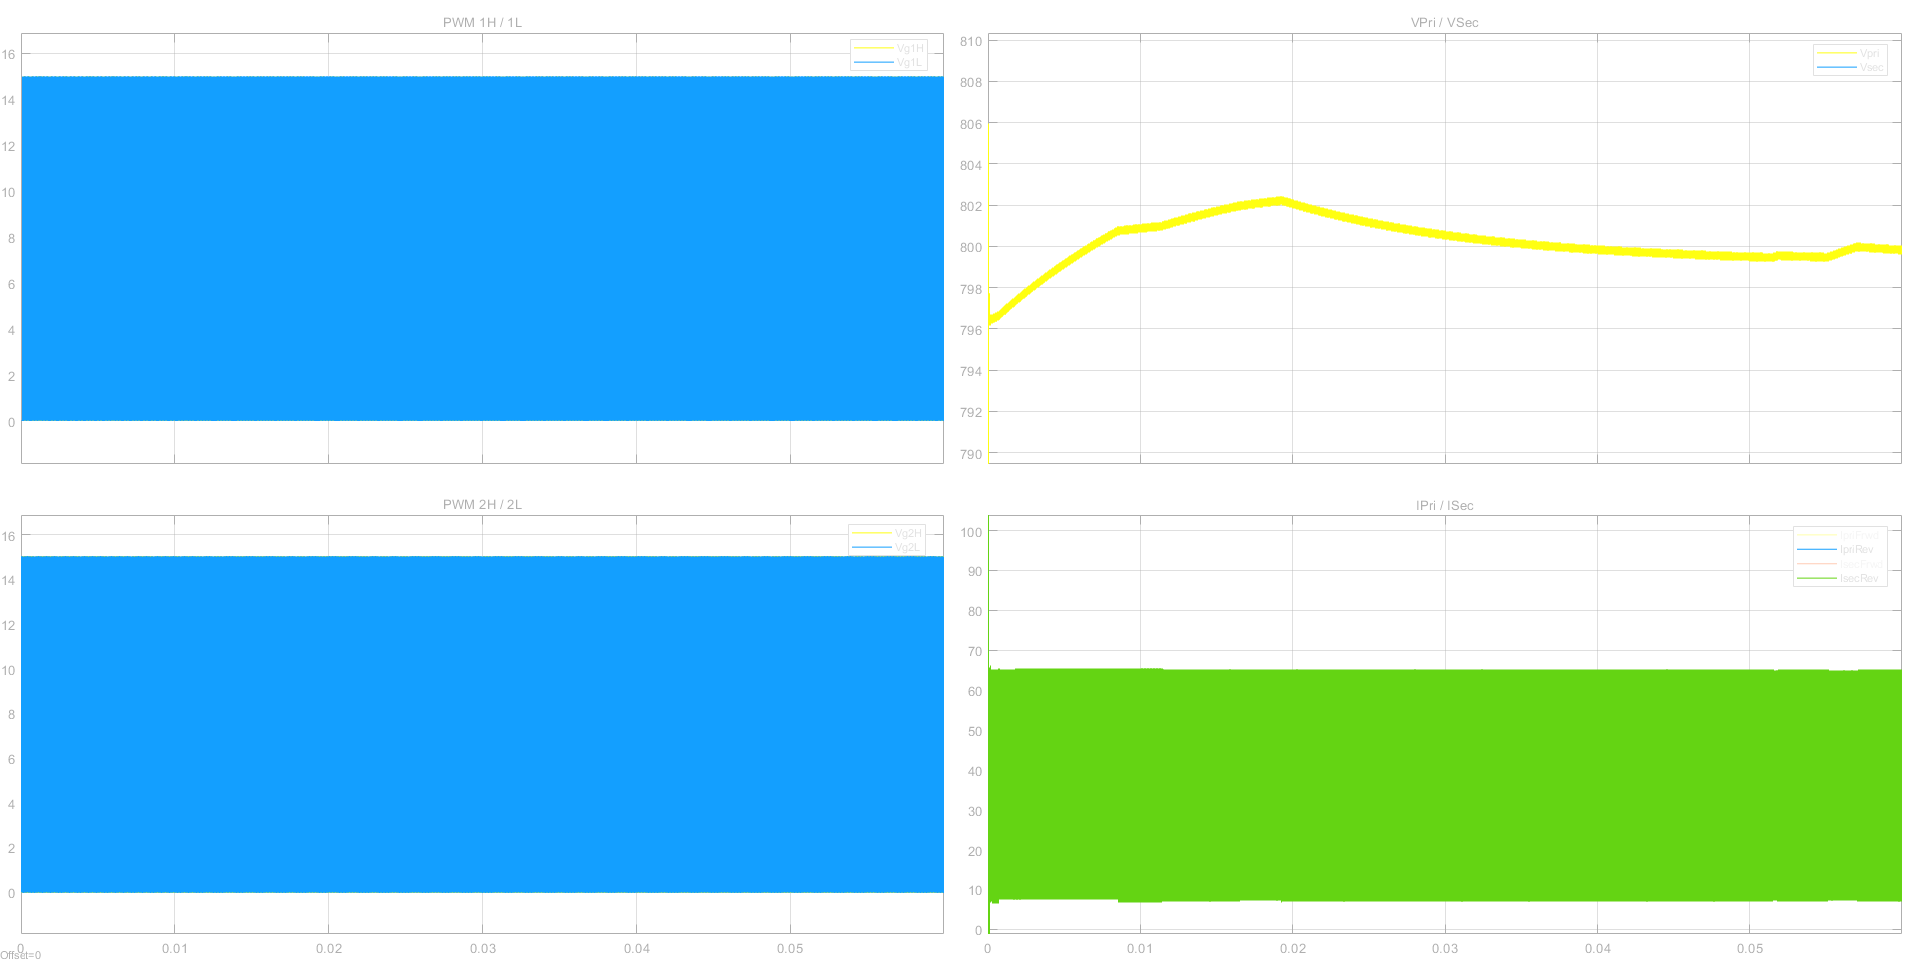 PWM 1H / 1L
16
14
12
10
8
6
4
2
0
Vg1H
Vg1L
VPri / VSec
810
808
806
804
802
800
798
796
794
792
790
Vpri
Vsec
PWM 2H / 2L
16
14
12
10
8
6
4
2
0
Vg2H
Vg2L
0 0.01 0.02 0.03 0.04 0.05
Offset=0
IPri / ISec
100
90
80
70
60
50
40
30
20
10
0
IpriRev
IsecRev
0 0.01 0.02 0.03 0.04 0.05